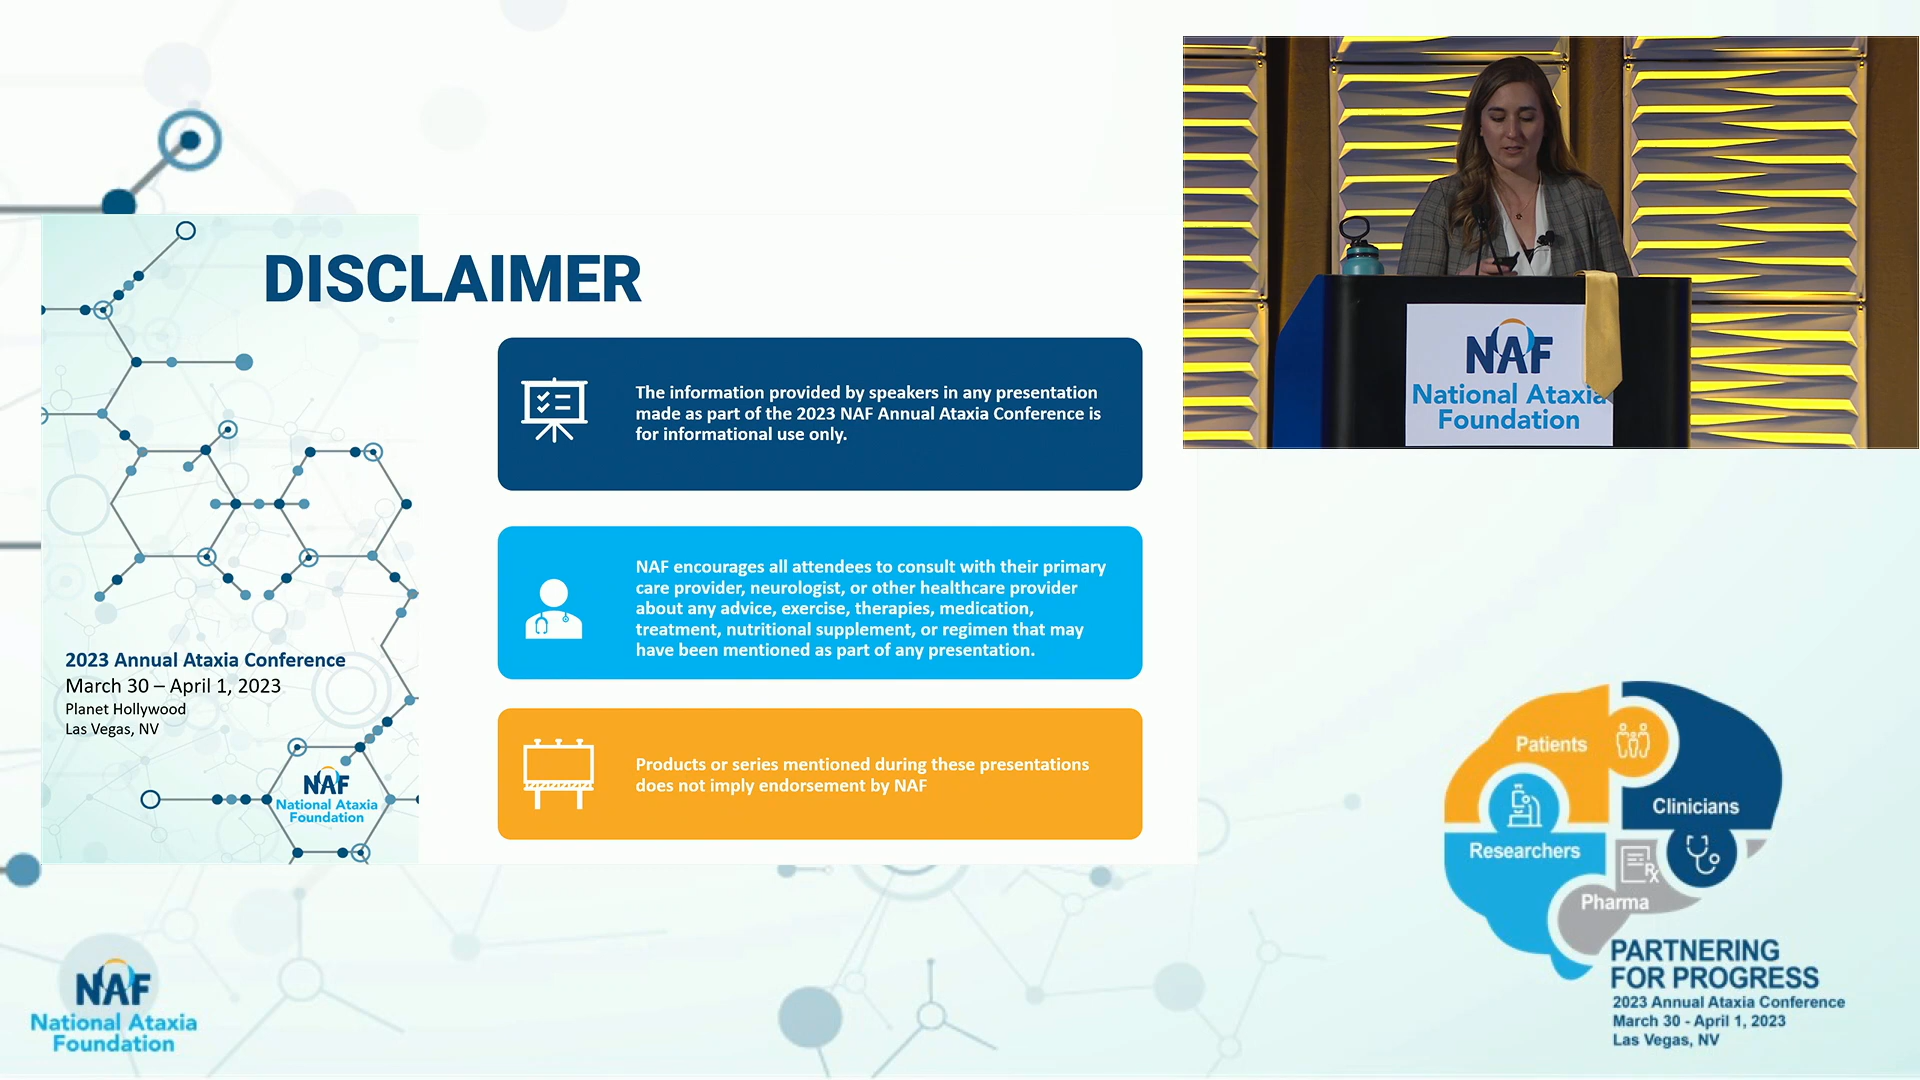 DISCLAIMER
The information provided by speakers in any presentation
made as part of the 2023 NAF Annual Ataxia Conference is
for informational use only.
NAF encourages all attendees to consult with their primary
care provider, neurologist, or other healthcare provider
about any advice, exercise, therapies, medication,
treatment, nutritional supplement, or regimen that may
have been mentioned as part of any presentation.
Products or series mentioned during these presentations
does not imply endorsement by NAF
2023 Annual Ataxia Conference
March 30 – April 1, 2023
Planet Hollywood
Las Vegas, NV
NAF
National Ataxia
Foundation
NAF
National Ataxia
Foundation
NAF
National Ataxia
Foundation
Patients
Clinicians
Researchers
Rx
Pharma
PARTNERING
FOR PROGRESS
2023 Annual Ataxia Conference
March 30 - April 1, 2023
Las Vegas, NV